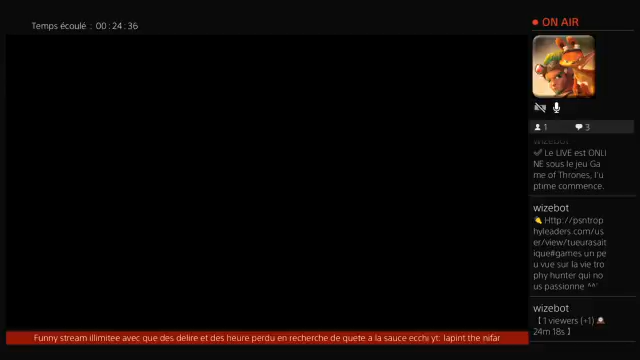 Temps écoulé : 00:24:36
ON AIR
1 3
wizebot
Le LIVE est ONLI
NE sous le jeu Ga
me of Thrones, l'u
ptime commence.
wizebot
Http://psntrop
hyleaders.com/us
er/view/tueurasait
ique#games un pe
u vue sur la vie tro
phy hunter qui no
us passionne ^^'
wizebot
【1 viewers (+1)
24m 18s】
Funny stream illimitee avec que des delire et des heure perdu en recherche de quete a la sauce ecchi yt: lapint the nifar